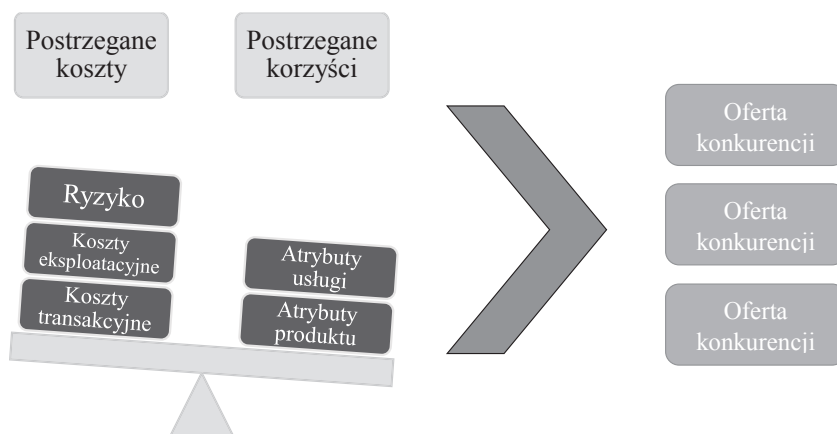 Postrzegane
koszty
Postrzegane
korzyści
Ryzyko
Koszty
eksploatacyjne
Koszty
transakcyjne
Atrybuty
usługi
Atrybuty
produktu
Oferta
konkurencji
Oferta
konkurencji
Oferta
konkurencji